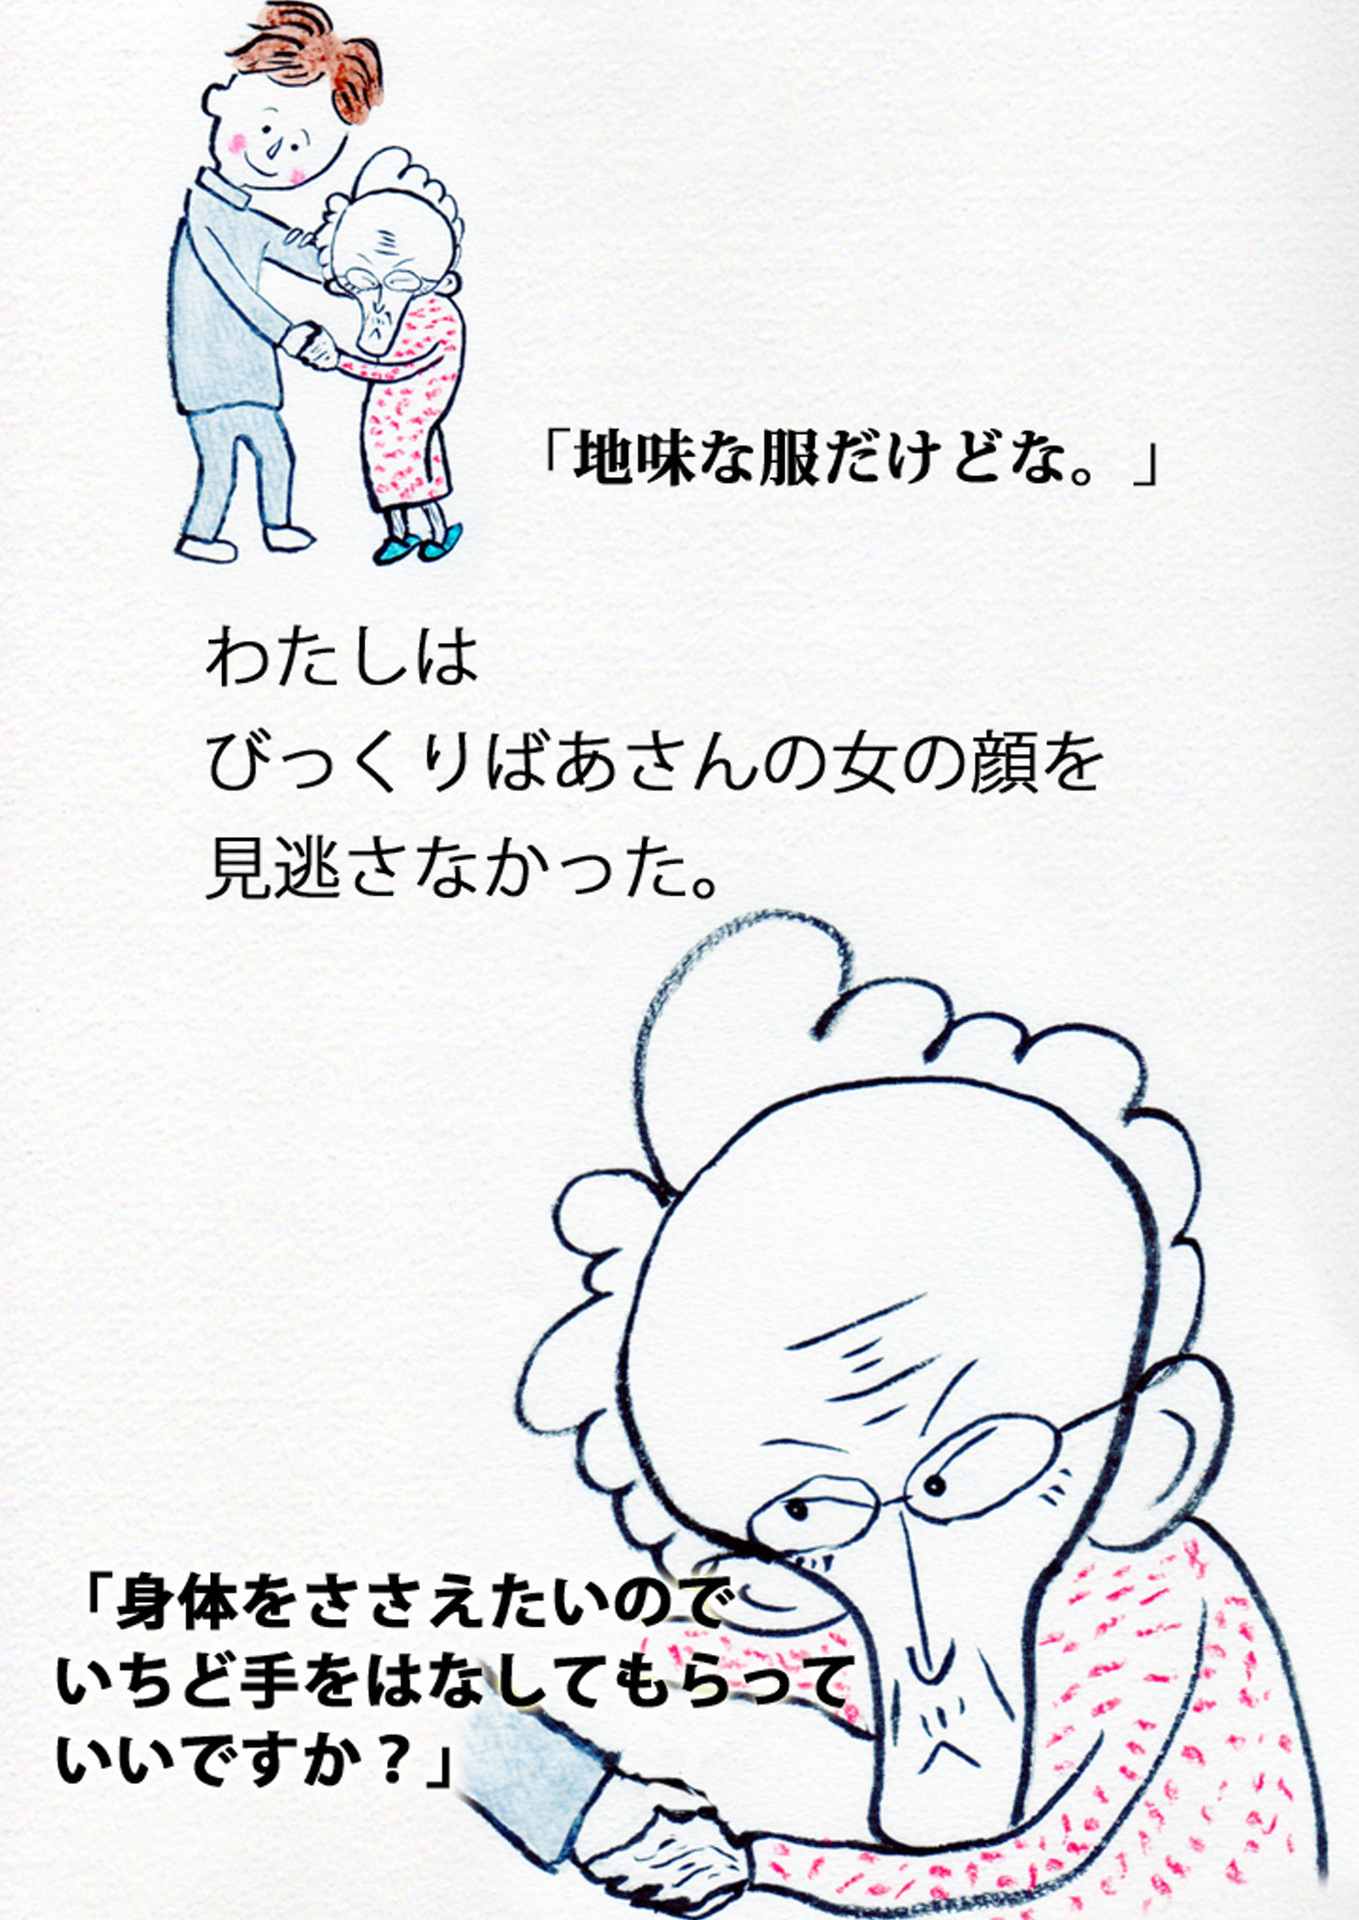 「地味な服だけどな。」
わたしは
びっくりばあさんの女の顔を
見逃さなかった。
「身体をささえたいので
いちど手をはなしてもらって
いいですか？」